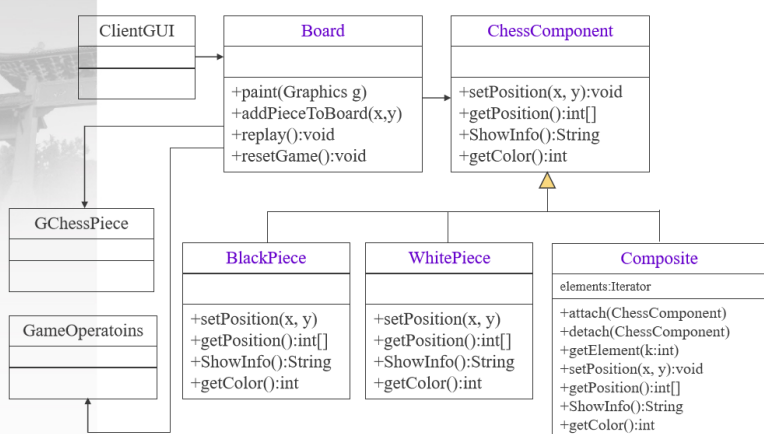 ClientGUI
Board
+paint(Graphics g)
+addPieceToBoard(x,y)
+replay():void
+resetGame():void
ChessComponent
+setPosition(x, y):void
+getPosition():int[]
+ShowInfo():String
+getColor():int
GChessPiece
GameOperatoins
BlackPiece
+setPosition(x, y)
+getPosition():int[]
+ShowInfo():String
+getColor():int
WhitePiece
+setPosition(x, y)
+getPosition():int[]
+ShowInfo():String
+getColor():int
Composite
elements:Iterator
+attach(ChessComponent)
+detach(ChessComponent)
+getElement(k:int)
+setPosition(x, y):void
+getPosition():int[]
+ShowInfo():String
+getColor():int